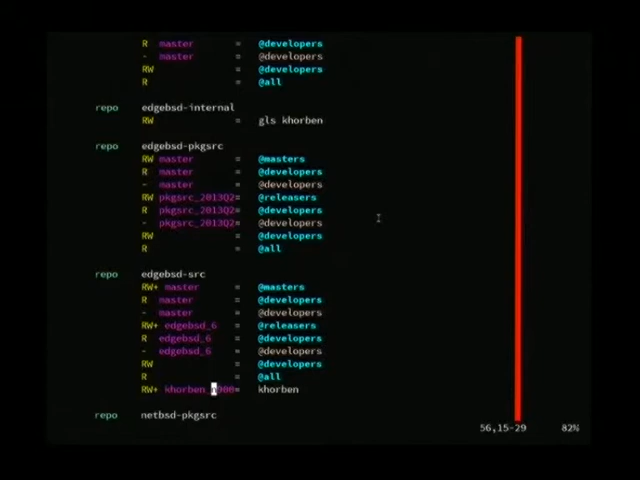 R master = @developers
- master = @developers
RW = @developers
R = @all
repo edgebsd-internal
RW = gls khorben
repo edgebsd-pkgsrc
RW master = @masters
R master = @developers
- master = @developers
RW pkgsrc_2013Q2= @releasers
R pkgsrc_2013Q2= @developers
- pkgsrc_2013Q2= @developers
RW = @developers
R = @all
repo edgebsd-src
RW+ master = @masters
R master = @developers
- master = @developers
RW+ edgebsd_6 = @releasers
R edgebsd_6 = @developers
- edgebsd_6 = @developers
RW = @developers
R = @all
RW+ khorben_n900= khorben
repo netbsd-pkgsrc
56,15-29 82%